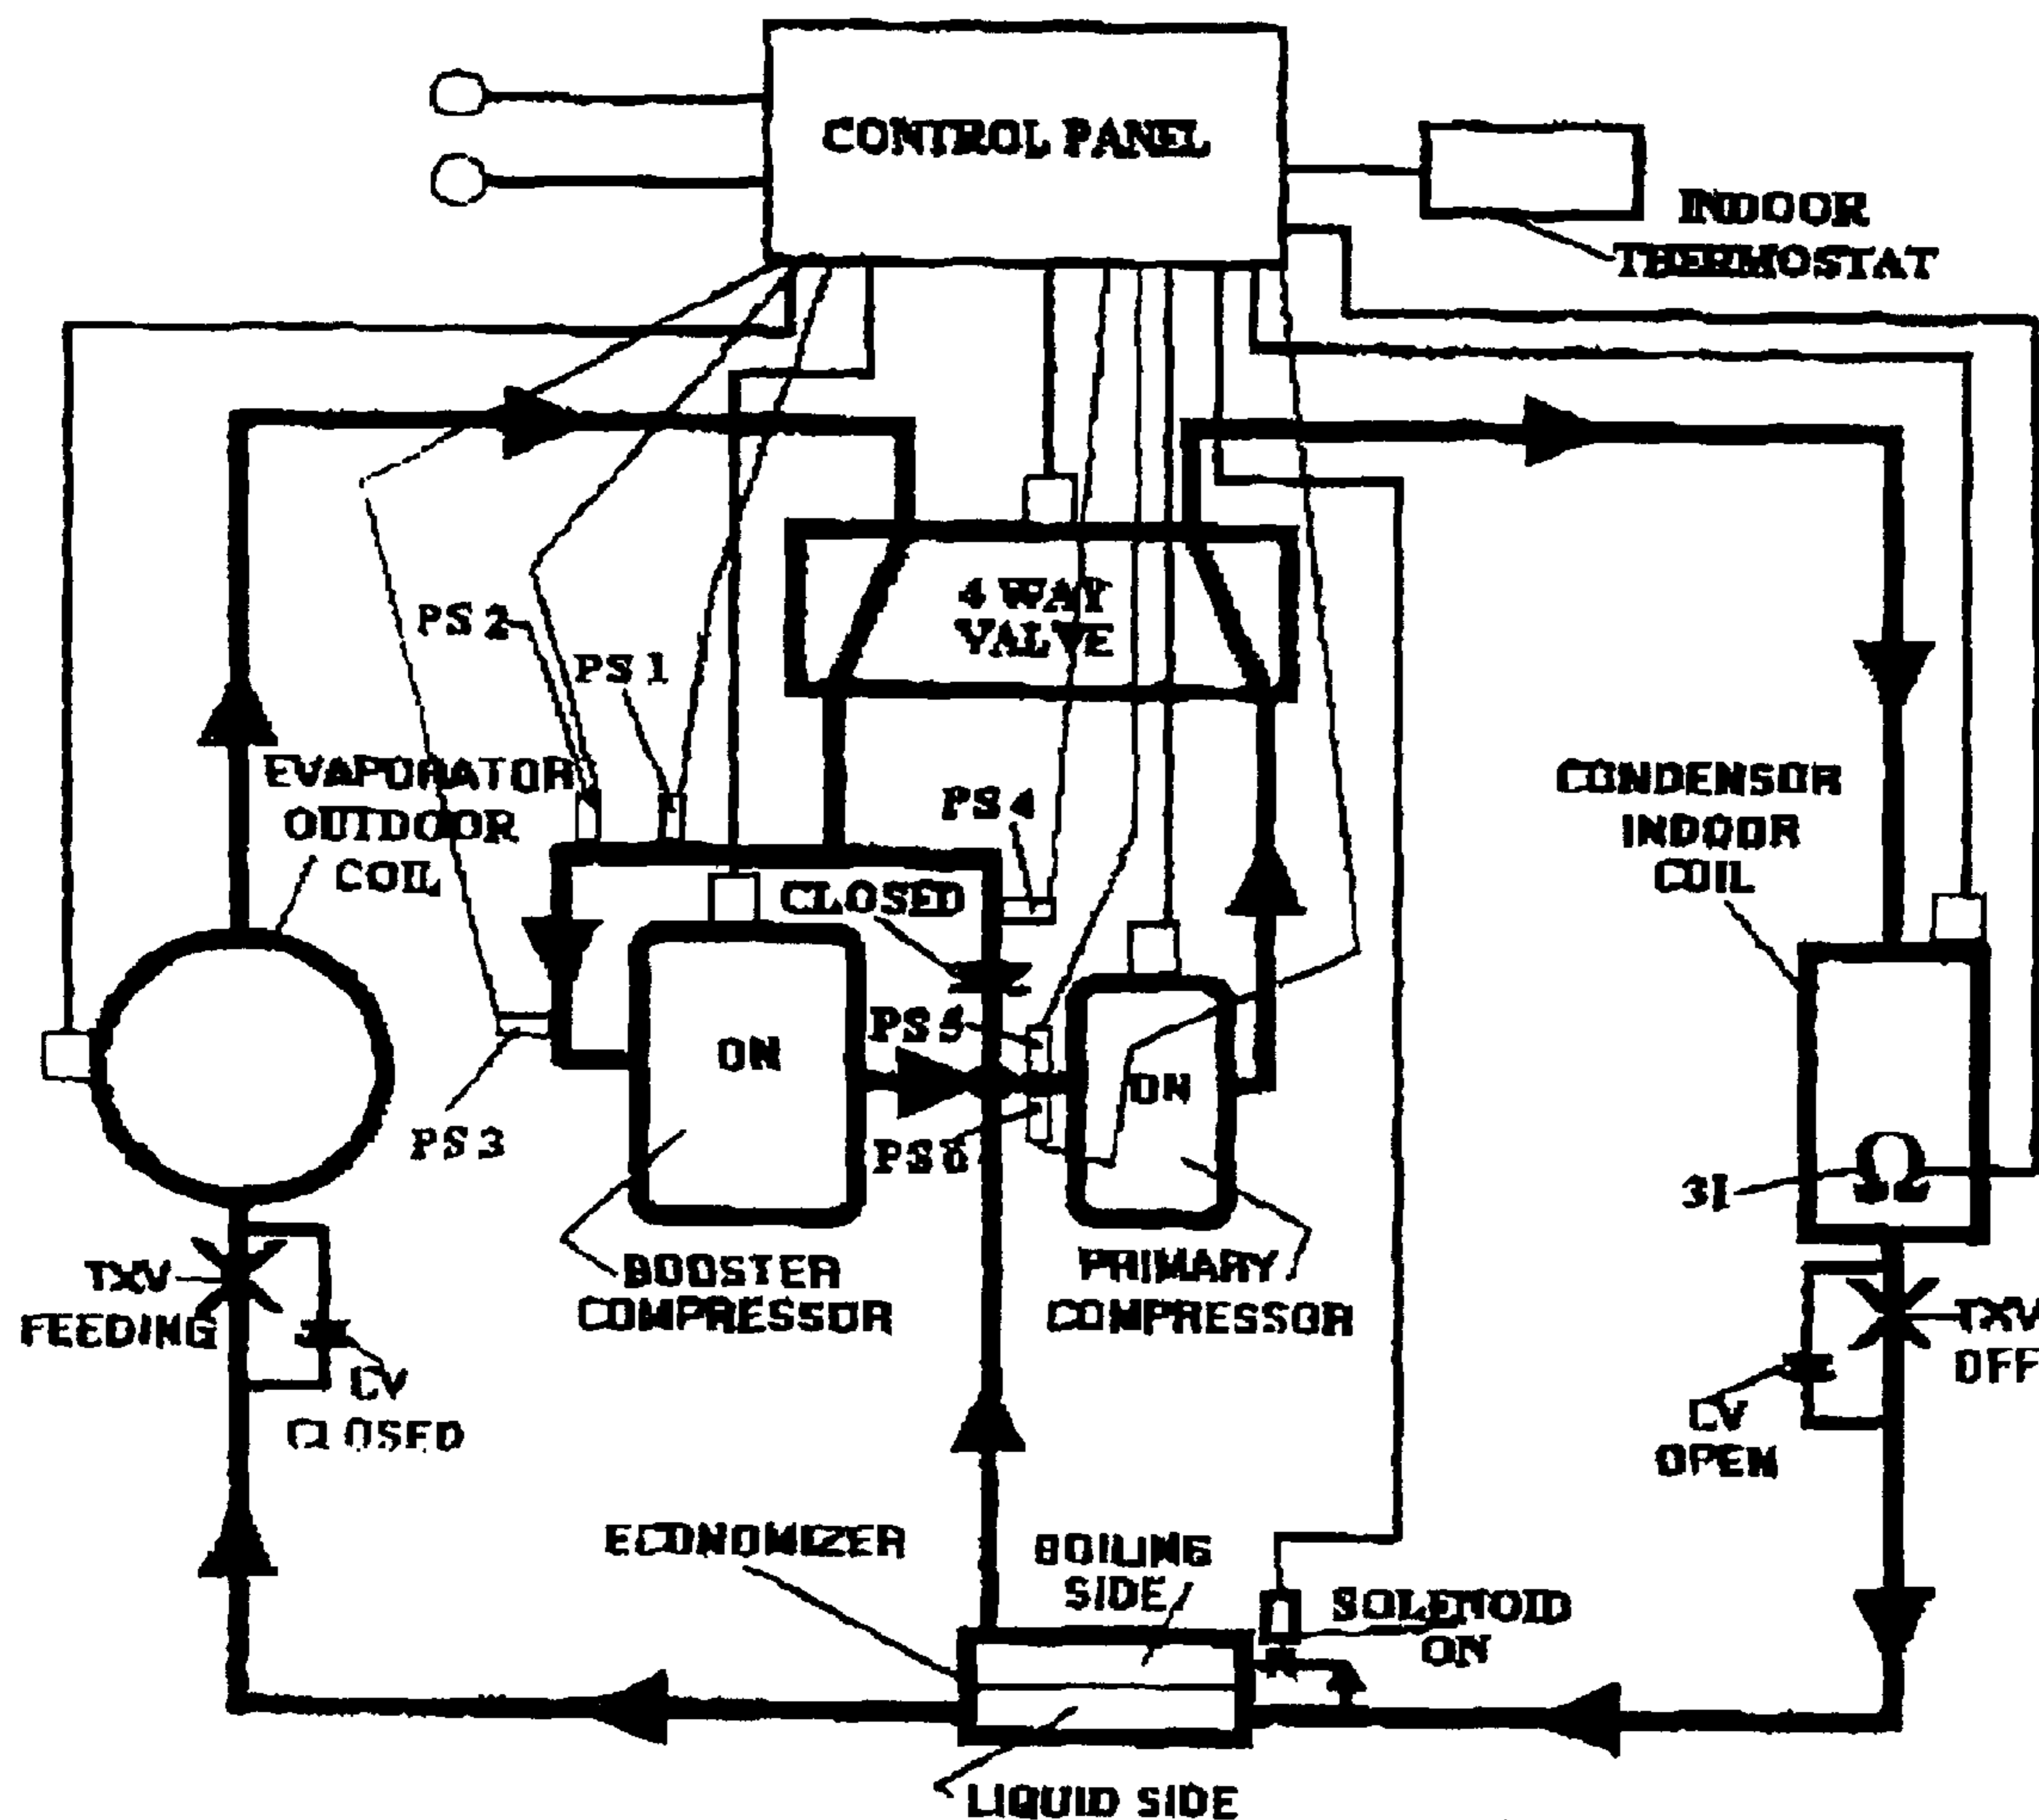 CONTROL PANEL
INDOOR
THERMOSTAT
4 WAY
VALVE
PS 2
PS 1
EVAPORATOR
OUTDOOR
COIL
PS 4
CLOSED
CONDENSOR
INDOOR
COIL
PS 5
ON
ON
PS 3
PS 6
3I
TXV
FEEDING
BOOSTER
COMPRESSOR
PRIMARY
COMPRESSOR
TXV
OFF
CV
CLOSED
CV
OPEN
ECONOMIZER
BOILING
SIDE
SOLENOID
ON
LIQUID SIDE